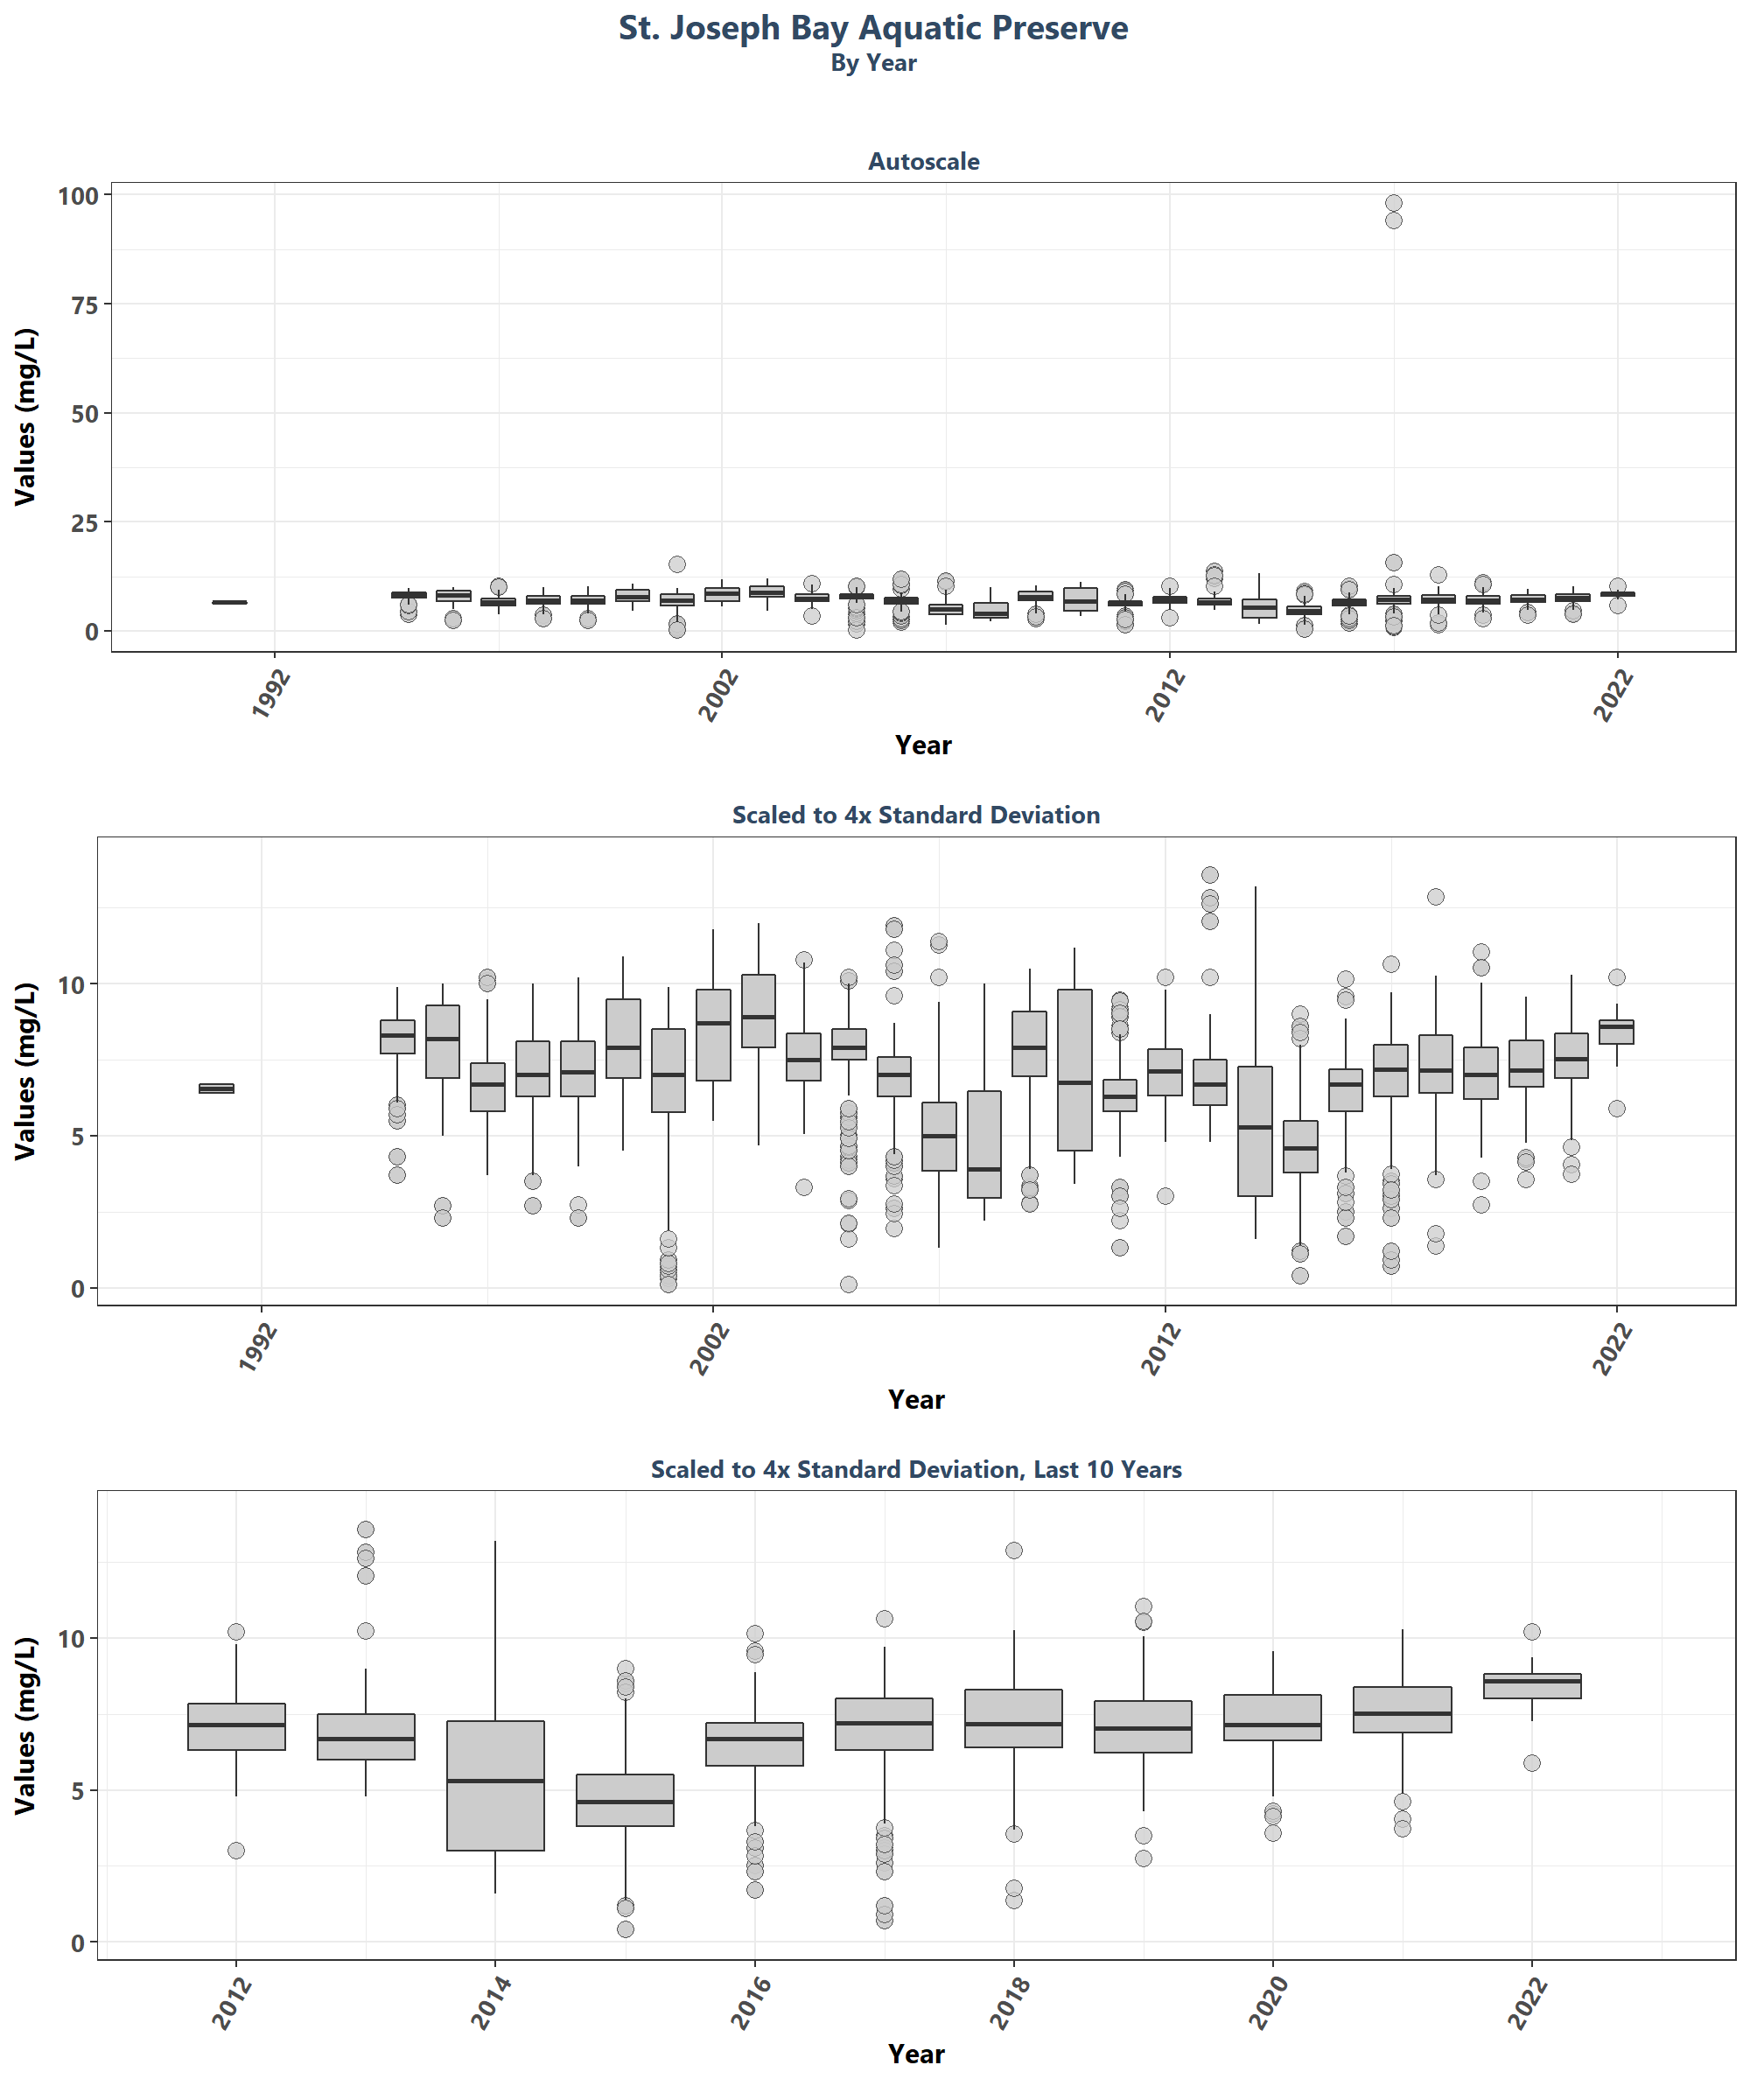 St. Joseph Bay Aquatic Preserve
By Year
Autoscale
Values (mg/L)
100
75
50
25
0
1992
2002
2012
2022
Year
Scaled to 4x Standard Deviation
Values (mg/L)
10
5
0
1992
2002
2012
2022
Year
Scaled to 4x Standard Deviation, Last 10 Years
Values (mg/L)
10
5
0
2012
2014
2016
2018
2020
2022
Year